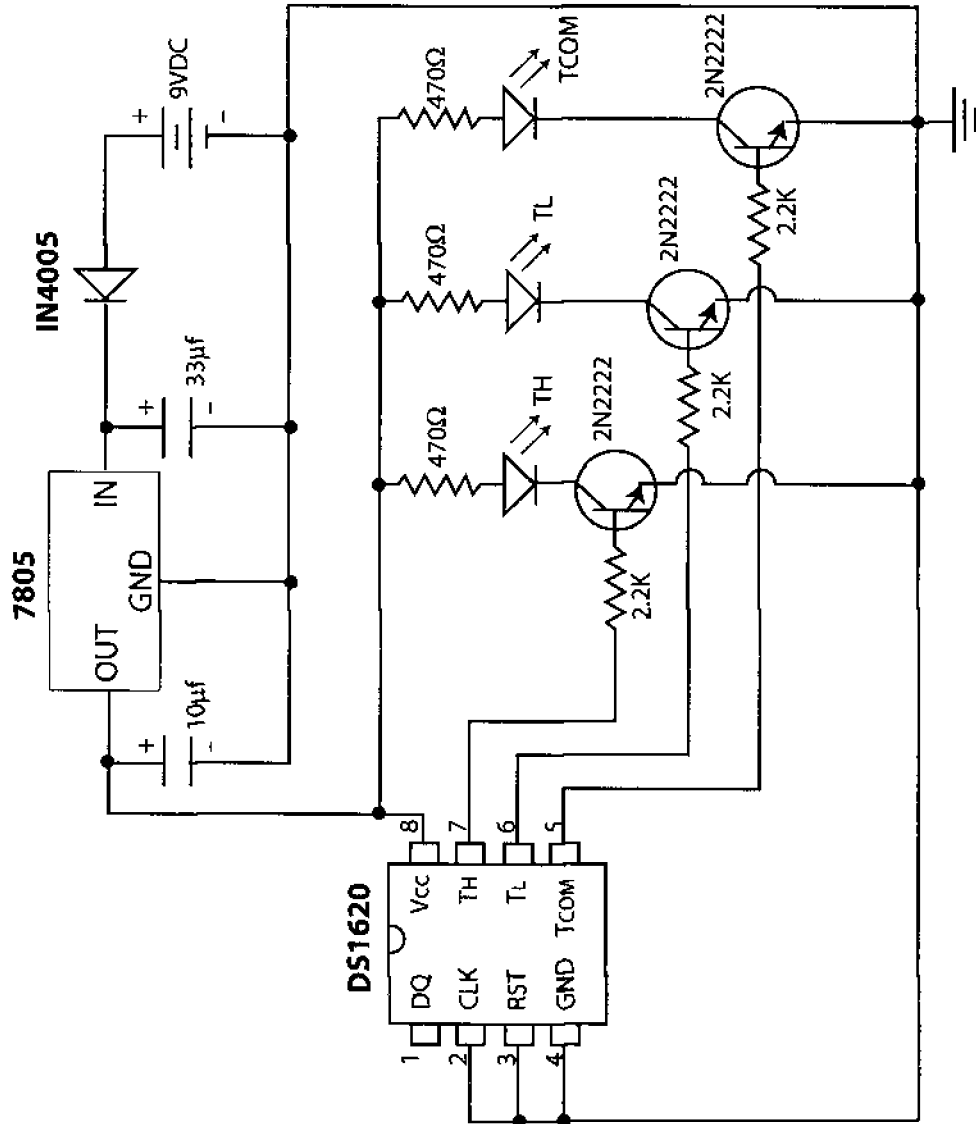 7805
OUT
GND
IN
IN4005
9VDC
+
-
+
33µf
-
+
10µf
-
DS1620
1
DQ
Vcc
8
2
CLK
TH
7
3
RST
TL
6
4
GND
TCOM
5
470Ω
TH
2N2222
2.2K
470Ω
TL
2N2222
2.2K
470Ω
TCOM
2N2222
2.2K